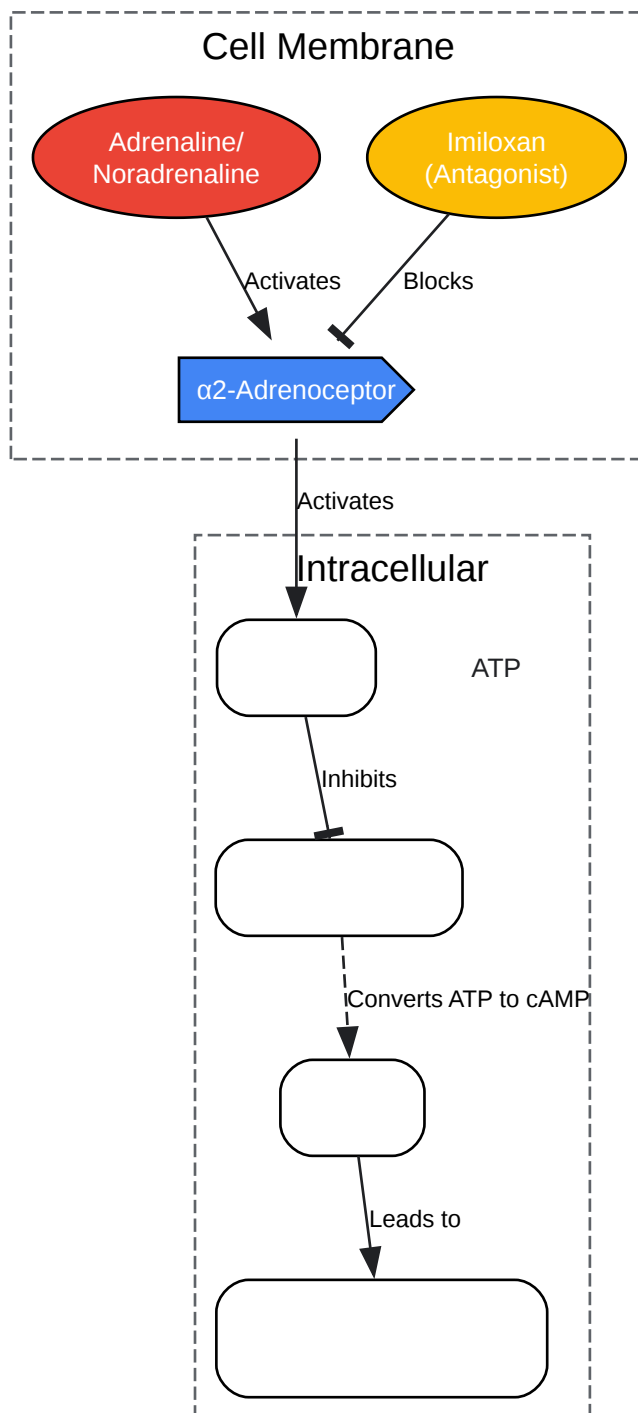 Cell Membrane
Adrenaline/
Noradrenaline
Imiloxan
(Antagonist)
Activates
Blocks
α2-Adrenoceptor
Activates
Intracellular
ATP
Inhibits
Converts ATP to cAMP
Leads to